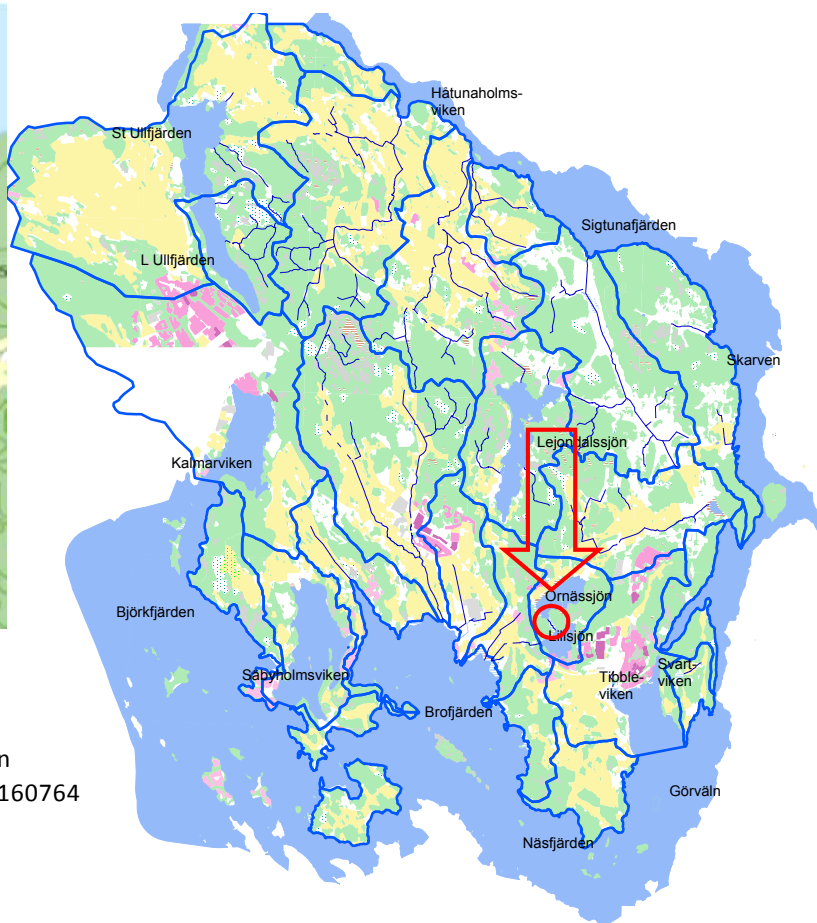 Håtunaholms-
viken
St Ullfjärden
Sigtunafjärden
L Ullfjärden
Skarven
Lejondalssjön
Kalmarviken
Örnässjön
Björkfjärden
Lillsjön
Svart-
viken
Tibble-
viken
Säbyholmsviken
Brofjärden
n
160764
Görväln
Näsfjärden